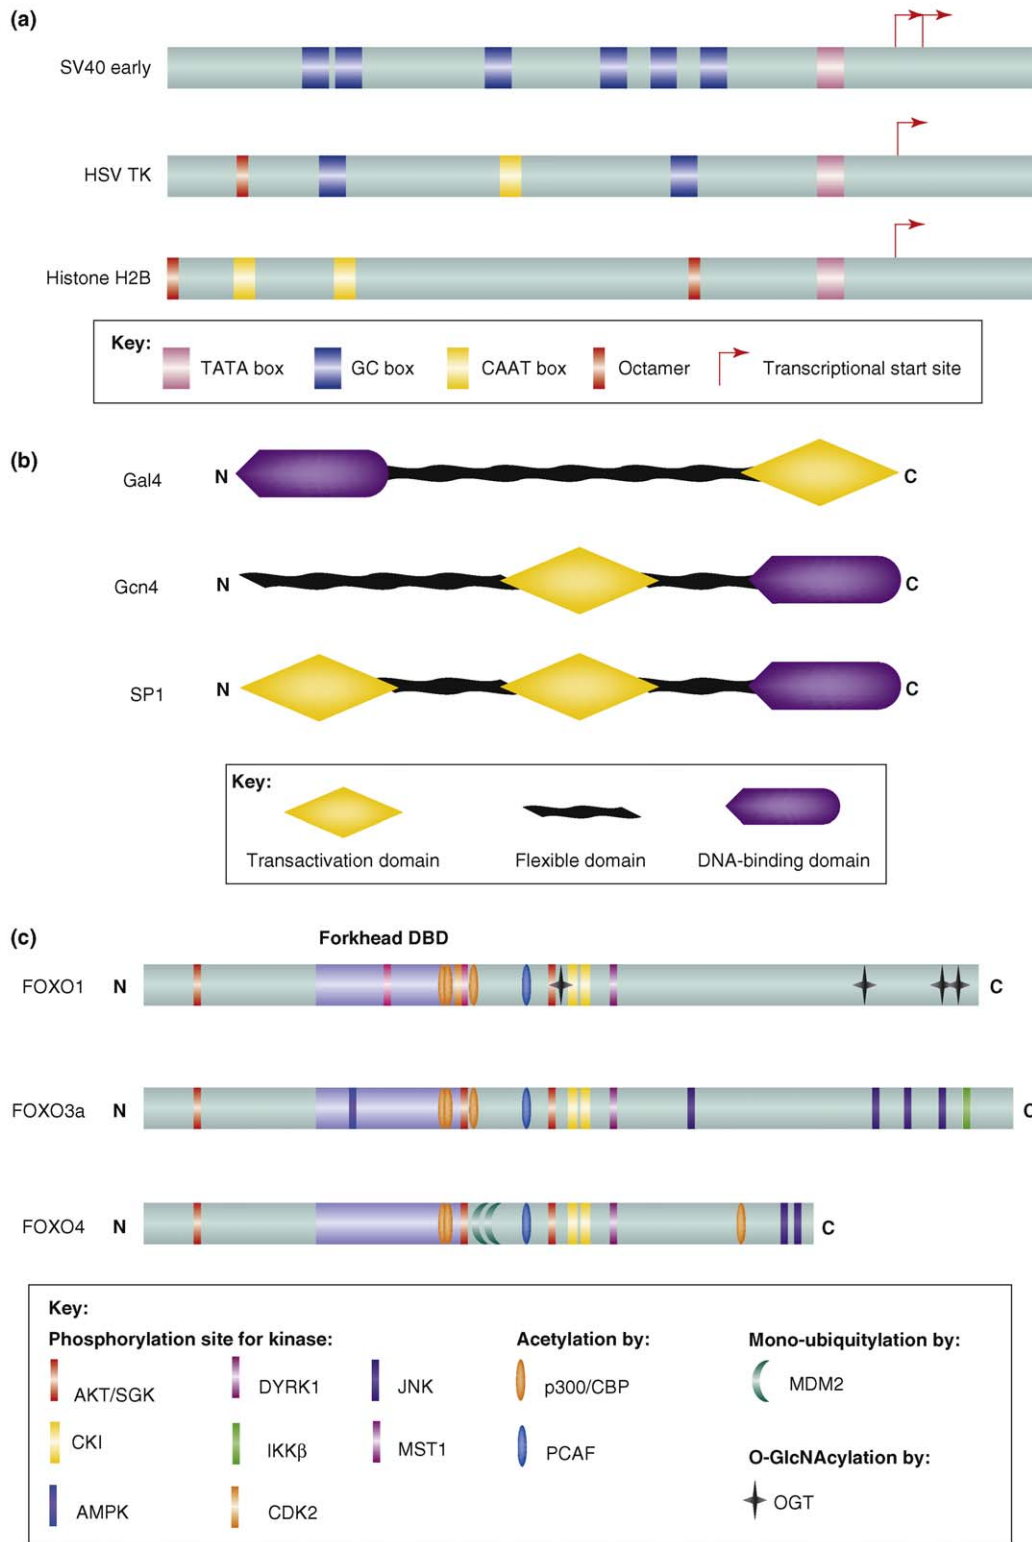 (a)
SV40 early
HSV TK
Histone H2B
Key:
TATA box GC box CAAT box Octamer Transcriptional start site
(b)
Gal4 N C
Gcn4 N C
SP1 N C
Key:
Transactivation domain Flexible domain DNA-binding domain
(c)
Forkhead DBD
FOXO1 N C
FOXO3a N C
FOXO4 N C
Key:
Phosphorylation site for kinase: Acetylation by: Mono-ubiquitylation by:
AKT/SGK DYRK1 JNK p300/CBP MDM2
CKI IKKβ MST1 PCAF O-GlcNAcylation by:
AMPK CDK2 OGT